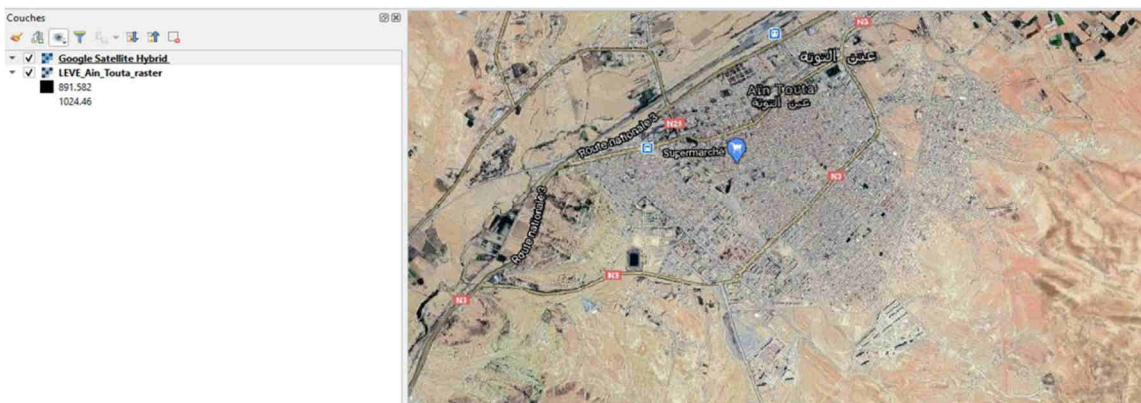 Couches
Google Satellite Hybrid
LEVE_Ain_Touta_raster
891.582
1024.46
N3
عين التوتة
Aïn Touta
عين التوتة
N28
Route nationale 3
Supermarché
N3
Route nationale 3
N3
N3